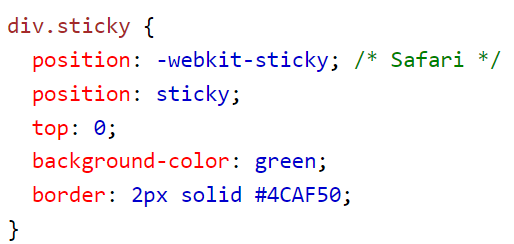 div.sticky {
  position: -webkit-sticky; /* Safari */
  position: sticky;
  top: 0;
  background-color: green;
  border: 2px solid #4CAF50;
}